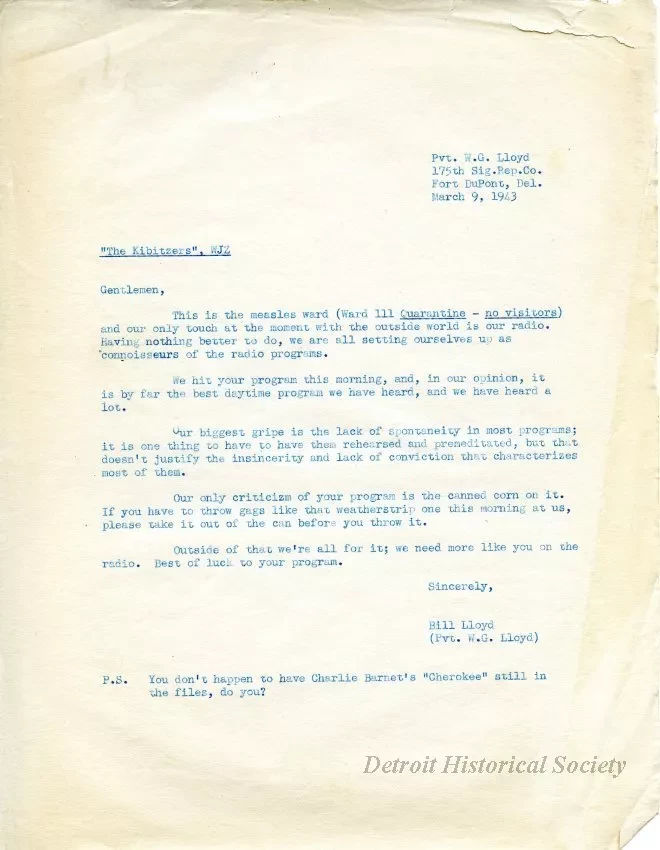 Pvt. W.G. Lloyd
175th Sig.Rep.Co.
Fort DuPont, Del.
March 9, 1943
"The Kibitzers", WJZ
Gentlemen,
This is the measles ward (Ward 111 Quarantine - no visitors)
and our only touch at the moment with the outside world is our radio.
Having nothing better to do, we are all setting ourselves up as
connoisseurs of the radio programs.
We hit your program this morning, and, in our opinion, it
is by far the best daytime program we have heard, and we have heard a
lot.
Our biggest gripe is the lack of spontaneity in most programs;
it is one thing to have to have them rehearsed and premeditated, but that
doesn't justify the insincerity and lack of conviction that characterizes
most of them.
Our only criticizm of your program is the canned corn on it.
If you have to throw gags like that weatherstrip one this morning at us,
please take it out of the can before you throw it.
Outside of that we're all for it; we need more like you on the
radio. Best of luck to your program.
Sincerely,
Bill Lloyd
(Pvt. W.G. Lloyd)
P.S. You don't happen to have Charlie Barnet's "Cherokee" still in
the files, do you?
Detroit Historical Society